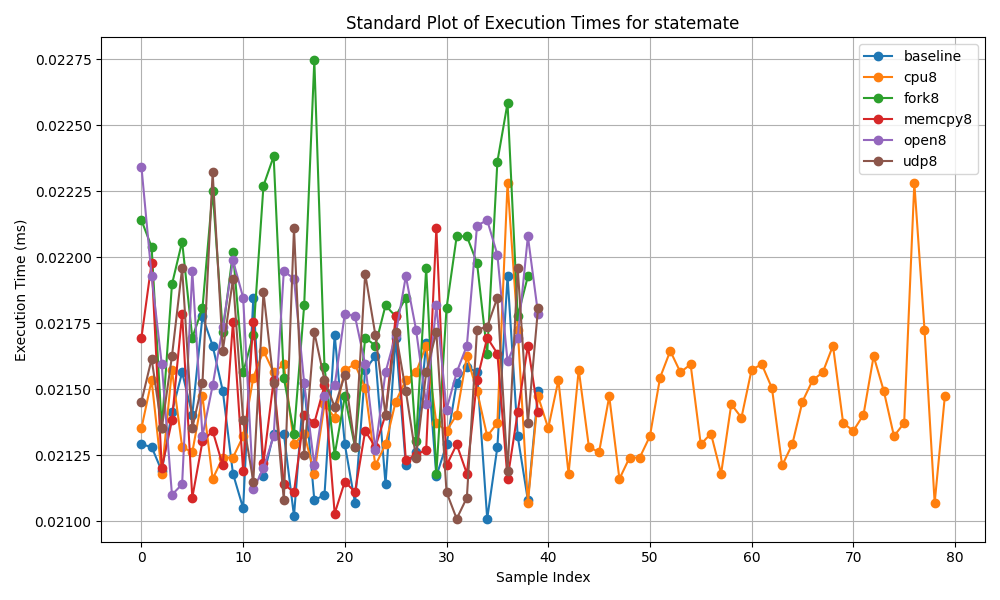 Standard Plot of Execution Times for statemate
baseline
cpu8
fork8
memcpy8
open8
udp8
Execution Time (ms)
0.02275
0.02250
0.02225
0.02200
0.02175
0.02150
0.02125
0.02100
0 10 20 30 40 50 60 70 80
Sample Index